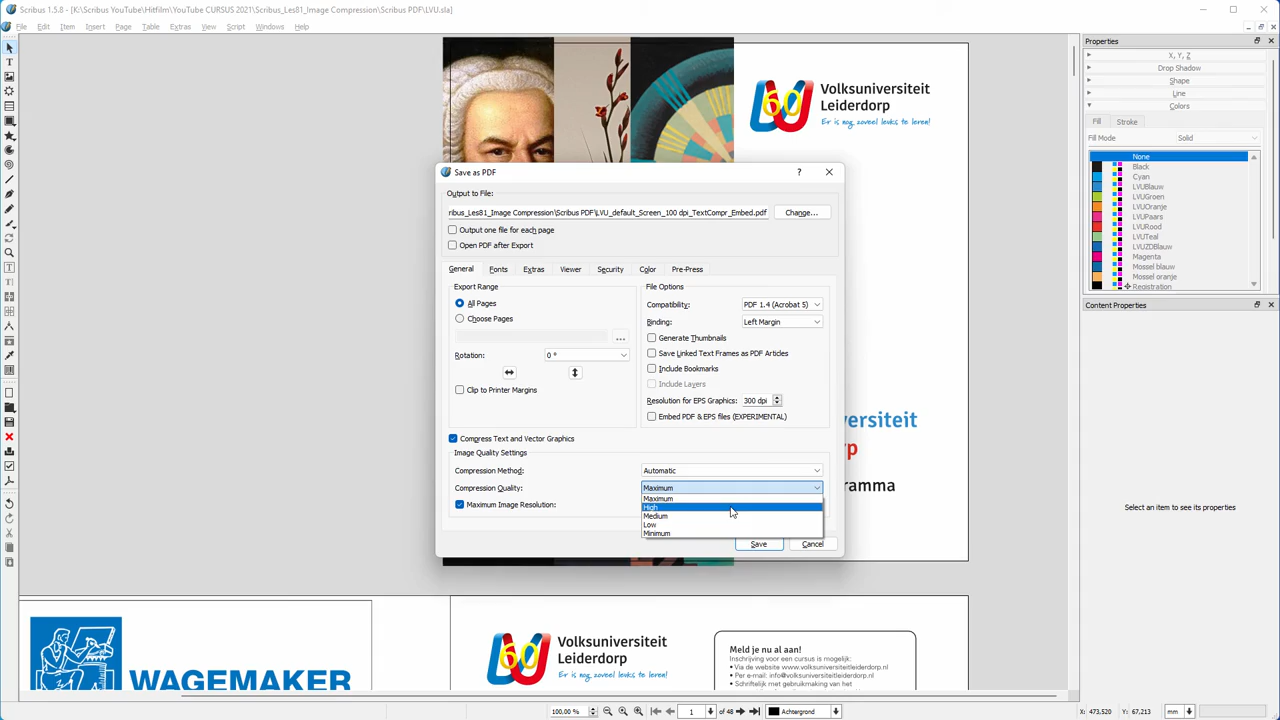 Scribus 1.5.8 - [K:\Scribus YouTube\Hitfilm\YouTube CURSUS 2021\Scribus_Les81_Image Compression\Scribus PDF\LVU.sla]
File Edit Item Insert Page Table Extras View Script Windows Help
Properties
X, Y, Z
Drop Shadow
Shape
Line
Colors
Fill Stroke
Fill Mode Solid
None
Black
Cyan
LVUBlauw
LVUGroen
LVUOranje
LVUPaars
LVURood
LVUTeal
LVUZDBlauw
Magenta
Mossel blauw
Mossel oranje
Registration
Content Properties
Select an item to see its properties
60
Volksuniversiteit
Leiderdorp
Er is nog zoveel leuks te leren!
Save as PDF
?
Output to File:
ribus_Les81_Image Compression\Scribus PDF\LVU_default_Screen_100 dpi_TextCompr_Embed.pdf
Change...
Output one file for each page
Open PDF after Export
General Fonts Extras Viewer Security Color Pre-Press
Export Range
All Pages
Choose Pages
...
Rotation: 0 °
Clip to Printer Margins
File Options
Compatibility: PDF 1.4 (Acrobat 5)
Binding: Left Margin
Generate Thumbnails
Save Linked Text Frames as PDF Articles
Include Bookmarks
Include Layers
Resolution for EPS Graphics: 300 dpi
Embed PDF & EPS files (EXPERIMENTAL)
Compress Text and Vector Graphics
Image Quality Settings
Compression Method: Automatic
Compression Quality: Maximum
Maximum Image Resolution:
Maximum
High
Medium
Low
Minimum
Save Cancel
ersiteit
rp
ramma
WAGEMAKER
60
Volksuniversiteit
Leiderdorp
Er is nog zoveel leuks te leren!
Meld je nu al aan!
Inschrijving voor een cursus is mogelijk:
• Via de website www.volksuniversiteitleiderdorp.nl
• Per e-mail: info@volksuniversiteitleiderdorp.nl
• Schriftelijk met gebruikmaking van het
100,00 % 1 of 48 Achtergrond X: 473,520 Y: 67,213 mm